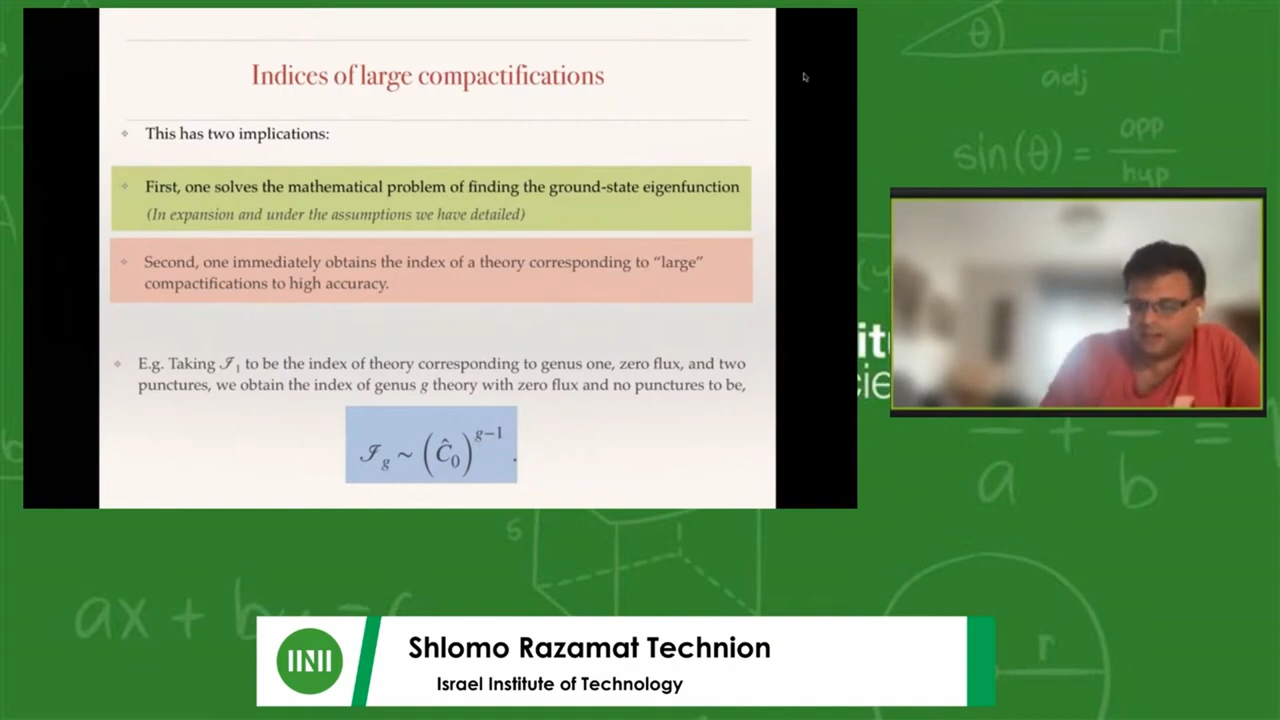 Indices of large compactifications
This has two implications:
First, one solves the mathematical problem of finding the ground-state eigenfunction
(In expansion and under the assumptions we have detailed)
Second, one immediately obtains the index of a theory corresponding to “large”
compactifications to high accuracy.
E.g. Taking ℐ₁ to be the index of theory corresponding to genus one, zero flux, and two
punctures, we obtain the index of genus g theory with zero flux and no punctures to be,
ℐ_g ~ (Ĉ₀)^{g−1} .
θ
adj
sin(θ) = opp
hyp
a + b =
s
r
Shlomo Razamat Technion
Israel Institute of Technology